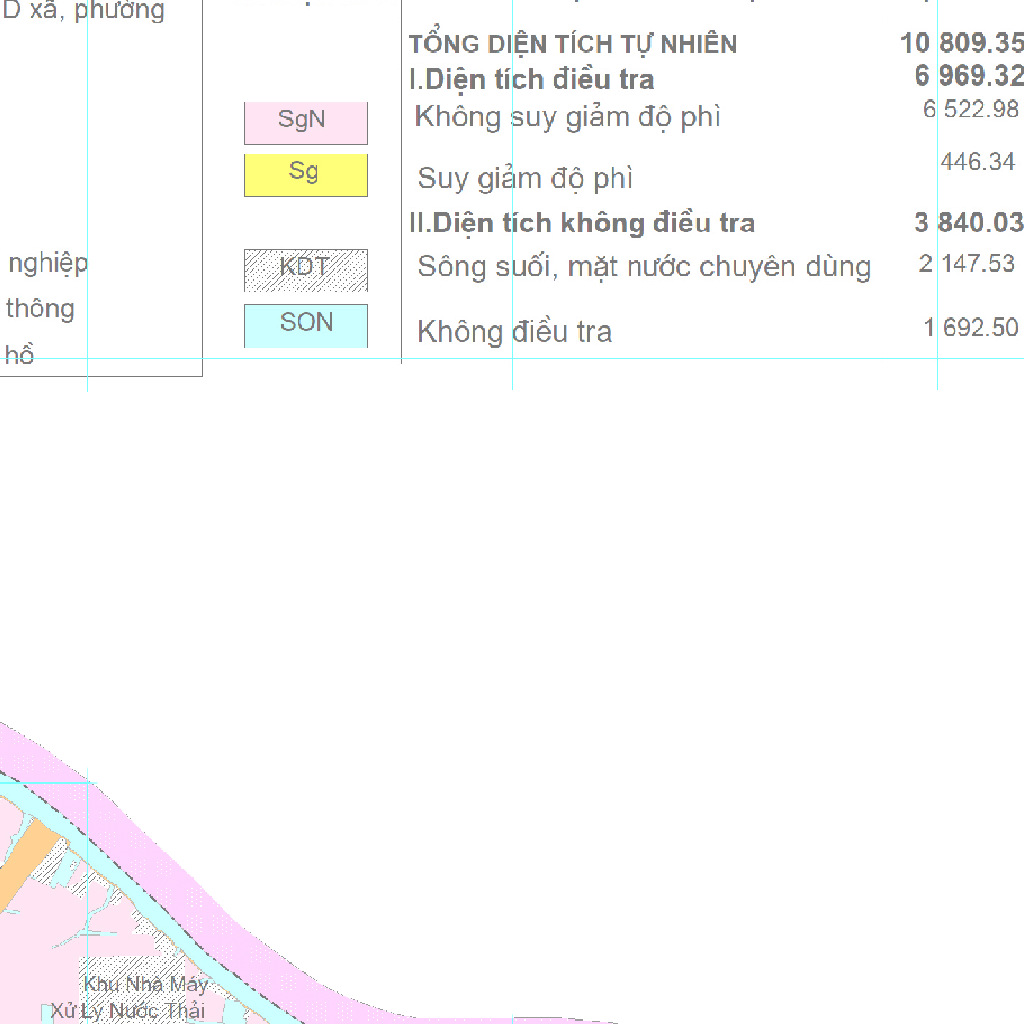 D xã, phường
TỔNG DIỆN TÍCH TỰ NHIÊN 10 809.35
I.Diện tích điều tra 6 969.32
SgN Không suy giảm độ phì 6 522.98
Sg Suy giảm độ phì 446.34
II.Diện tích không điều tra 3 840.03
nghiệp KDT Sông suối, mặt nước chuyên dùng 2 147.53
thông SON Không điều tra 1 692.50
hồ
Khu Nhà Máy
Xử Lý Nước Thải